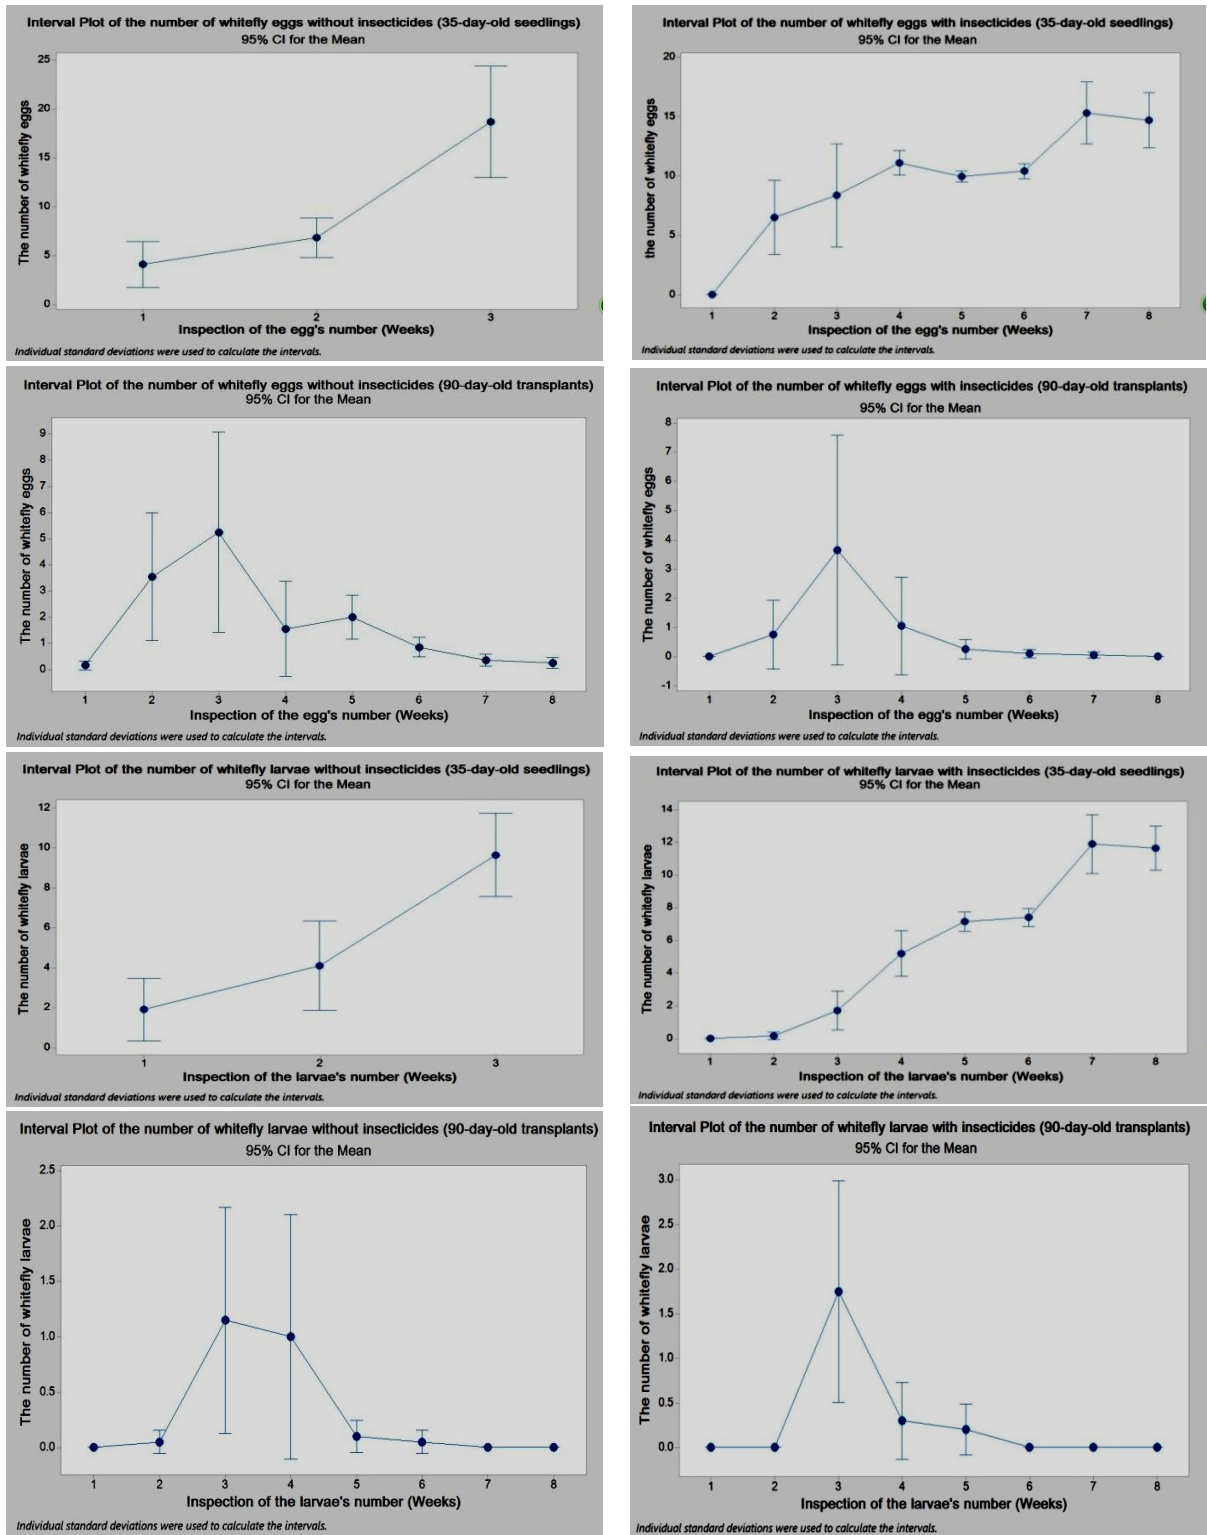 Interval Plot of the number of whitefly eggs without insecticides (35-day-old seedlings)
95% CI for the Mean
25
20
15
10
5
0
The number of whitefly eggs
1 2 3
Inspection of the egg's number (Weeks)
Individual standard deviations were used to calculate the intervals.
Interval Plot of the number of whitefly eggs with insecticides (35-day-old seedlings)
95% CI for the Mean
20
15
10
5
0
the number of whitefly eggs
1 2 3 4 5 6 7 8
Inspection of the egg's number (Weeks)
Individual standard deviations were used to calculate the intervals.
Interval Plot of the number of whitefly eggs without insecticides (90-day-old transplants)
95% CI for the Mean
9
8
7
6
5
4
3
2
1
0
The number of whitefly eggs
1 2 3 4 5 6 7 8
Inspection of the egg's number (Weeks)
Individual standard deviations were used to calculate the intervals.
Interval Plot of the number of whitefly eggs with insecticides (90-day-old transplants)
95% CI for the Mean
8
7
6
5
4
3
2
1
0
-1
The number of whitefly eggs
1 2 3 4 5 6 7 8
Inspection of the egg's number (Weeks)
Individual standard deviations were used to calculate the intervals.
Interval Plot of the number of whitefly larvae without insecticides (35-day-old seedlings)
95% CI for the Mean
12
10
8
6
4
2
0
The number of whitefly larvae
1 2 3
Inspection of the larvae's number (Weeks)
Individual standard deviations were used to calculate the intervals.
Interval Plot of the number of whitefly larvae with insecticides (35-day-old seedlings)
95% CI for the Mean
14
12
10
8
6
4
2
0
The number of whitefly larvae
1 2 3 4 5 6 7 8
Inspection of the larvae's number (Weeks)
Individual standard deviations were used to calculate the intervals.
Interval Plot of the number of whitefly larvae without insecticides (90-day-old transplants)
95% CI for the Mean
2.5
2.0
1.5
1.0
0.5
0.0
The number of whitefly larvae
1 2 3 4 5 6 7 8
Inspection of the larvae's number (Weeks)
Individual standard deviations were used to calculate the intervals.
Interval Plot of the number of whitefly larvae with insecticides (90-day-old transplants)
95% CI for the Mean
3.0
2.5
2.0
1.5
1.0
0.5
0.0
The number of whitefly larvae
1 2 3 4 5 6 7 8
Inspection of the larvae's number (Weeks)
Individual standard deviations were used to calculate the intervals.